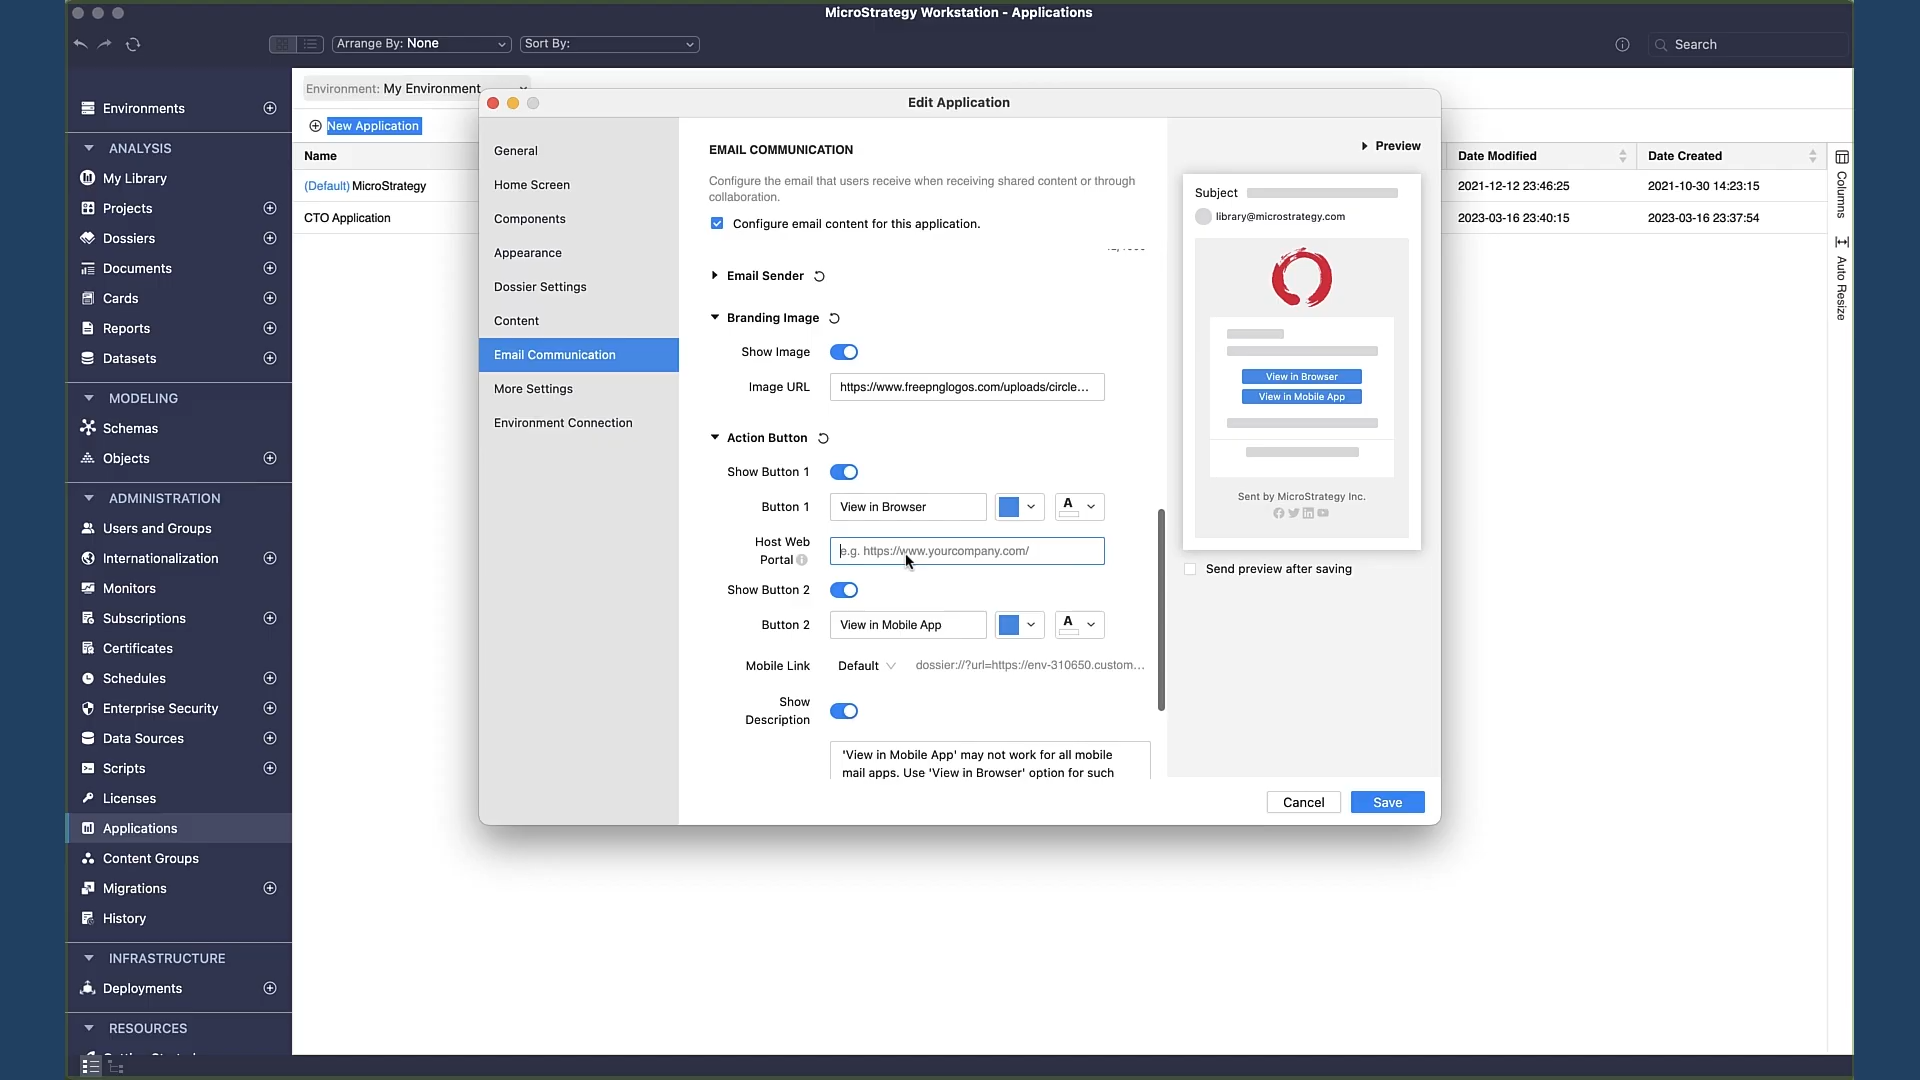 MicroStrategy Workstation - Applications
Arrange By: None
Sort By:
Search
Environments
ANALYSIS
My Library
Projects
Dossiers
Documents
Cards
Reports
Datasets
MODELING
Schemas
Objects
ADMINISTRATION
Users and Groups
Internationalization
Monitors
Subscriptions
Certificates
Schedules
Enterprise Security
Data Sources
Scripts
Licenses
Applications
Content Groups
Migrations
History
INFRASTRUCTURE
Deployments
RESOURCES
Environment: My Environment
New Application
Name
(Default) MicroStrategy
CTO Application
Date Modified
Date Created
2021-12-12 23:46:25
2021-10-30 14:23:15
2023-03-16 23:40:15
2023-03-16 23:37:54
Columns
Auto Resize
Edit Application
General
Home Screen
Components
Appearance
Dossier Settings
Content
Email Communication
More Settings
Environment Connection
EMAIL COMMUNICATION
Configure the email that users receive when receiving shared content or through
collaboration.
Configure email content for this application.
Email Sender
Branding Image
Show Image
Image URL
https://www.freepnglogos.com/uploads/circle...
Action Button
Show Button 1
Button 1
View in Browser
A
Host Web
Portal
e.g. https://www.yourcompany.com/
Show Button 2
Button 2
View in Mobile App
A
Mobile Link
Default
dossier://?url=https://env-310650.custom...
Show
Description
'View in Mobile App' may not work for all mobile
mail apps. Use 'View in Browser' option for such
Preview
Subject
library@microstrategy.com
View in Browser
View in Mobile App
Sent by MicroStrategy Inc.
Send preview after saving
Cancel
Save